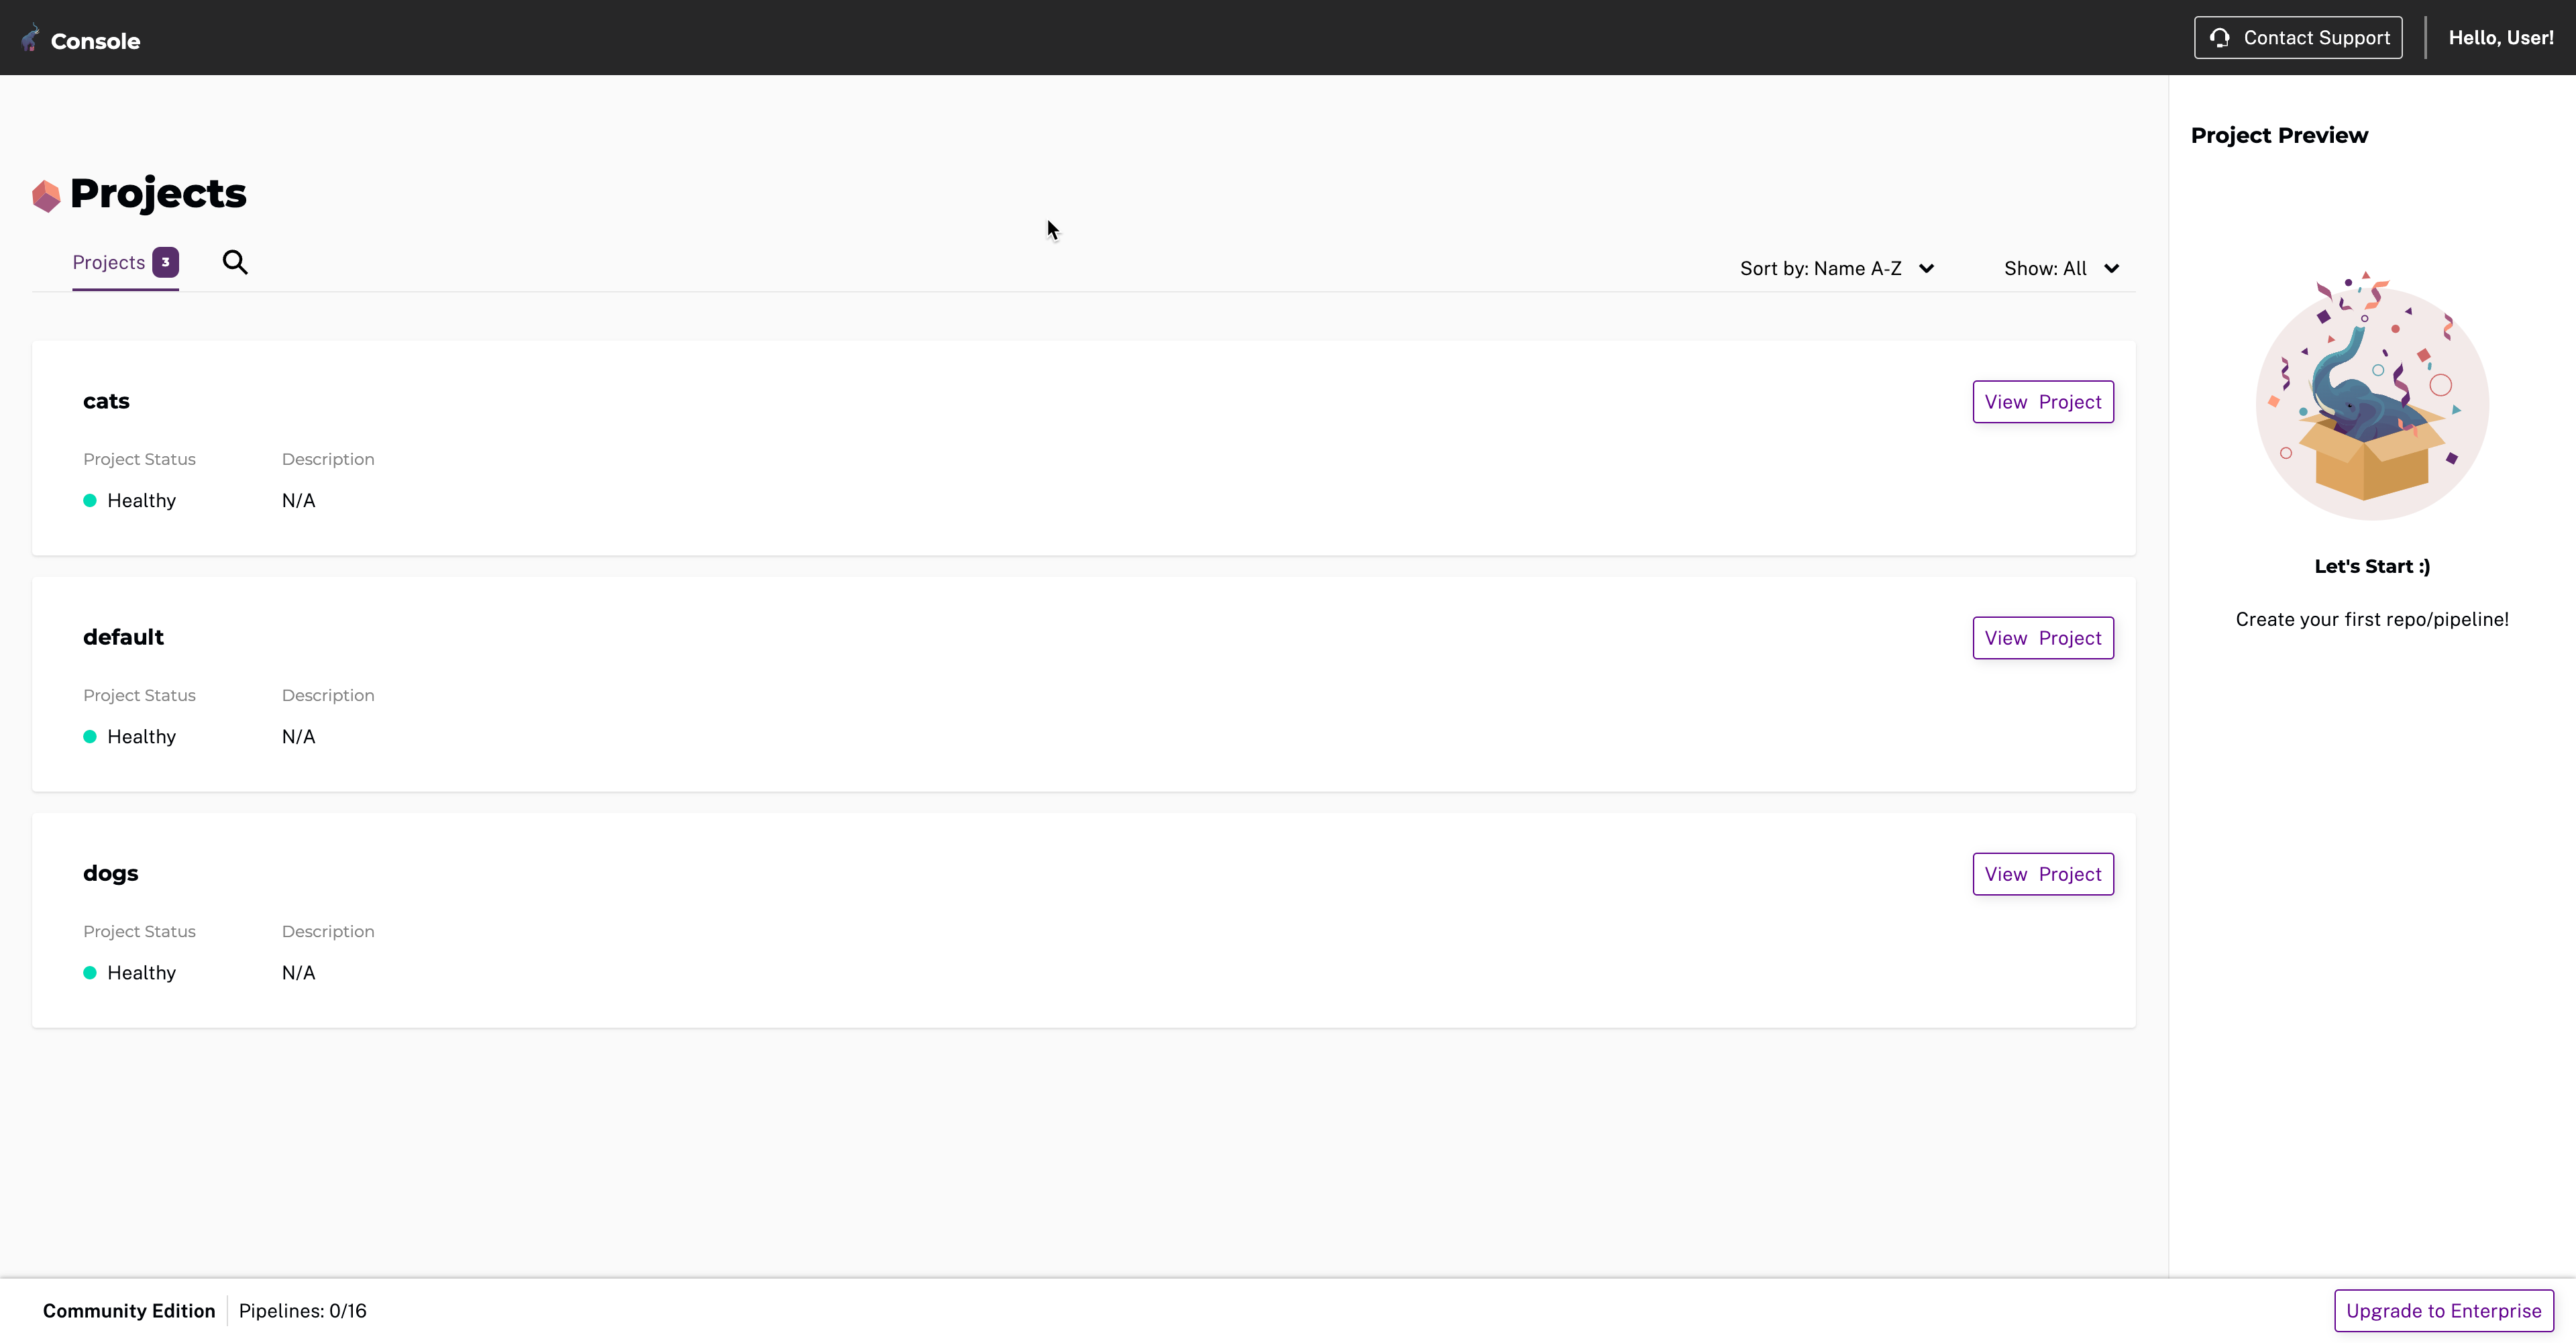 Console
Contact Support
Hello, User!
Project Preview
Projects
Projects 3
Sort by: Name A-Z
Show: All
cats
View Project
Project Status
Description
Healthy
N/A
default
View Project
Project Status
Description
Healthy
N/A
dogs
View Project
Project Status
Description
Healthy
N/A
Let's Start :)
Create your first repo/pipeline!
Community Edition
Pipelines: 0/16
Upgrade to Enterprise